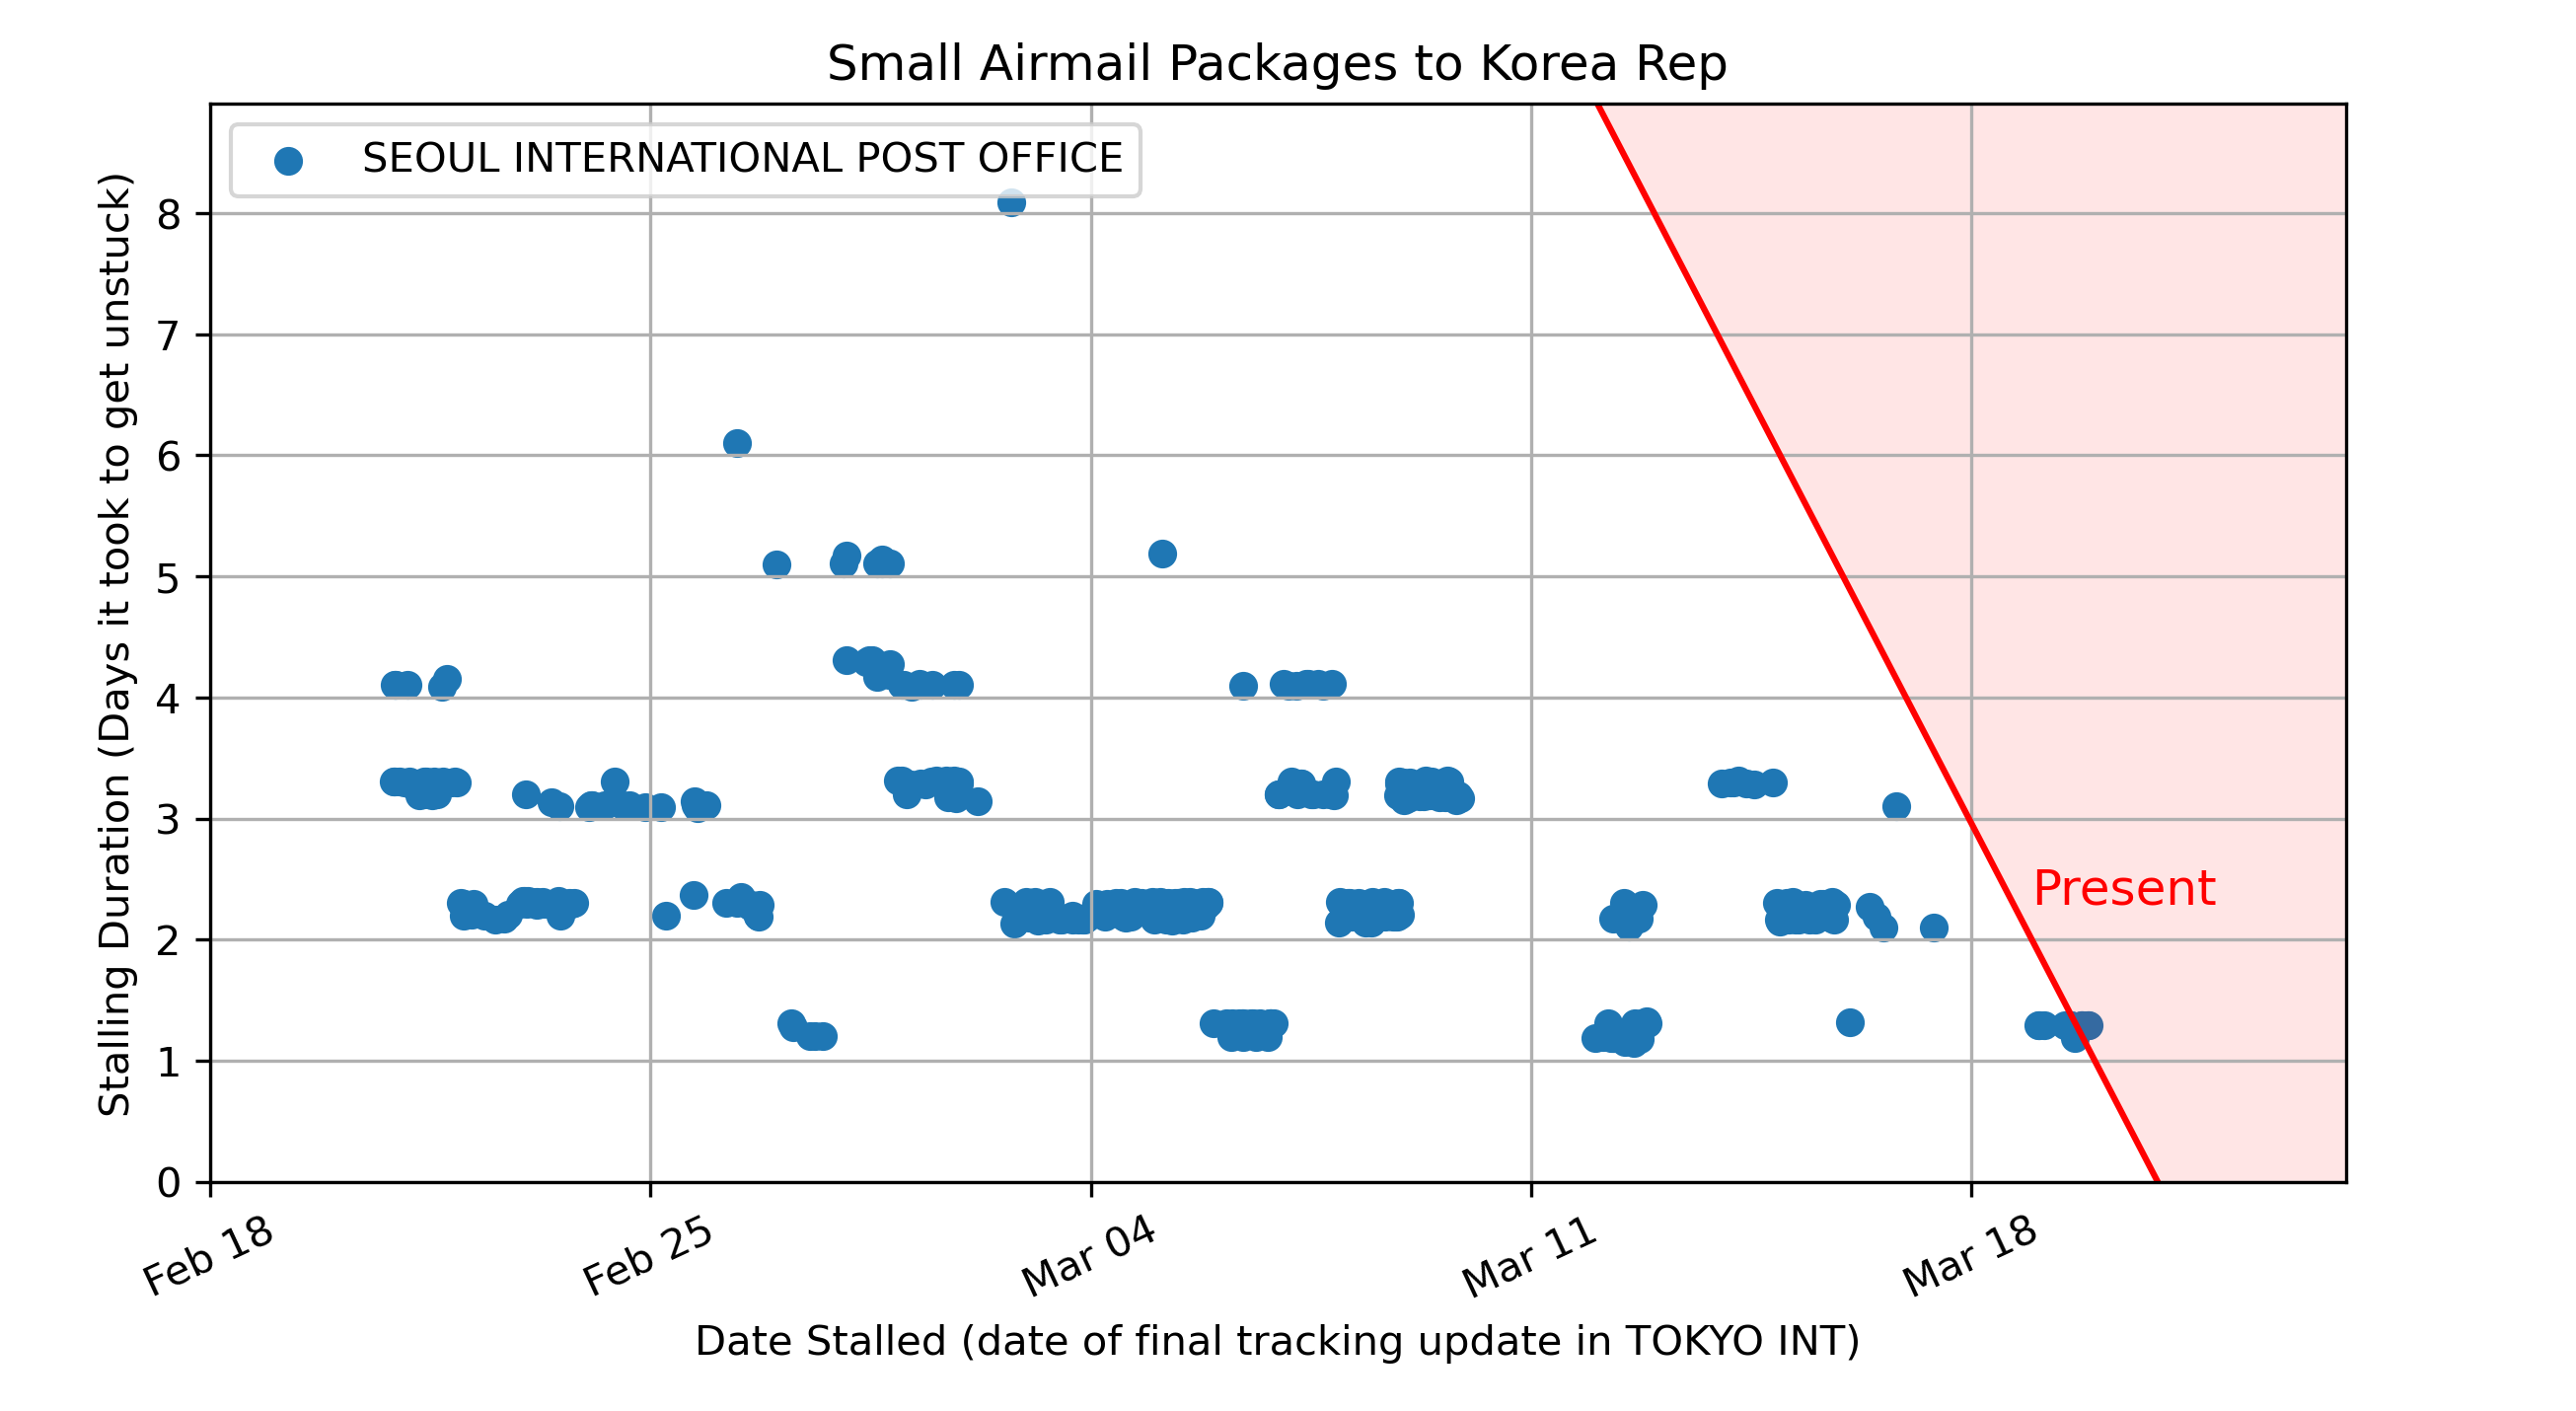 Small Airmail Packages to Korea Rep
SEOUL INTERNATIONAL POST OFFICE
Stalling Duration (Days it took to get unstuck)
8
7
6
5
4
3
2
1
0
Present
Feb 18
Feb 25
Mar 04
Mar 11
Mar 18
Date Stalled (date of final tracking update in TOKYO INT)